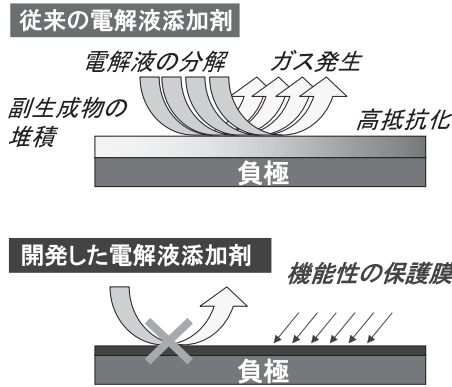 従来の電解液添加剤
電解液の分解
ガス発生
副生成物の
堆積
高抵抗化
負極
開発した電解液添加剤
機能性の保護膜
負極